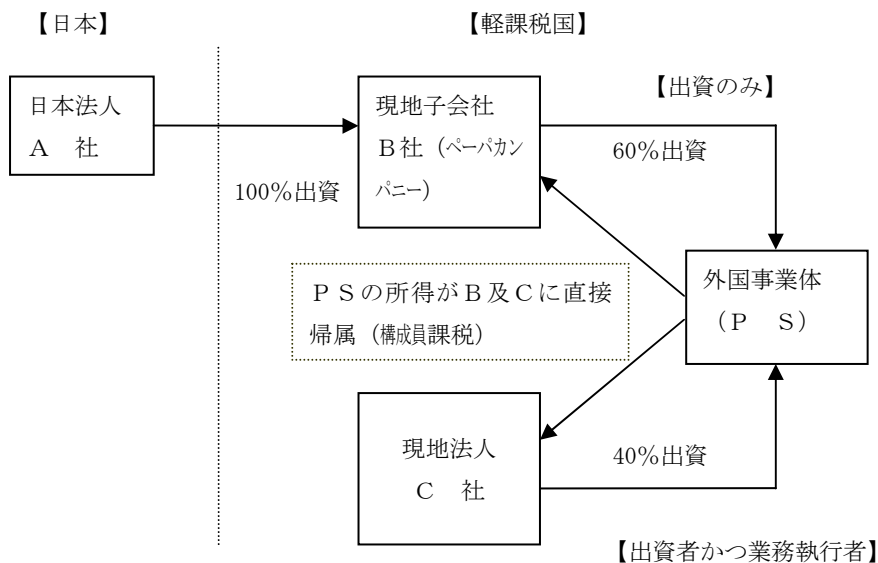 【日本】
【軽課税国】
日本法人
Ａ　社
現地子会社
Ｂ社（ペーパカン
パニー）
【出資のみ】
60％出資
100％出資
外国事業体
（Ｐ　Ｓ）
ＰＳの所得がＢ及びＣに直接
帰属（構成員課税）
現地法人
Ｃ　社
40％出資
【出資者かつ業務執行者】